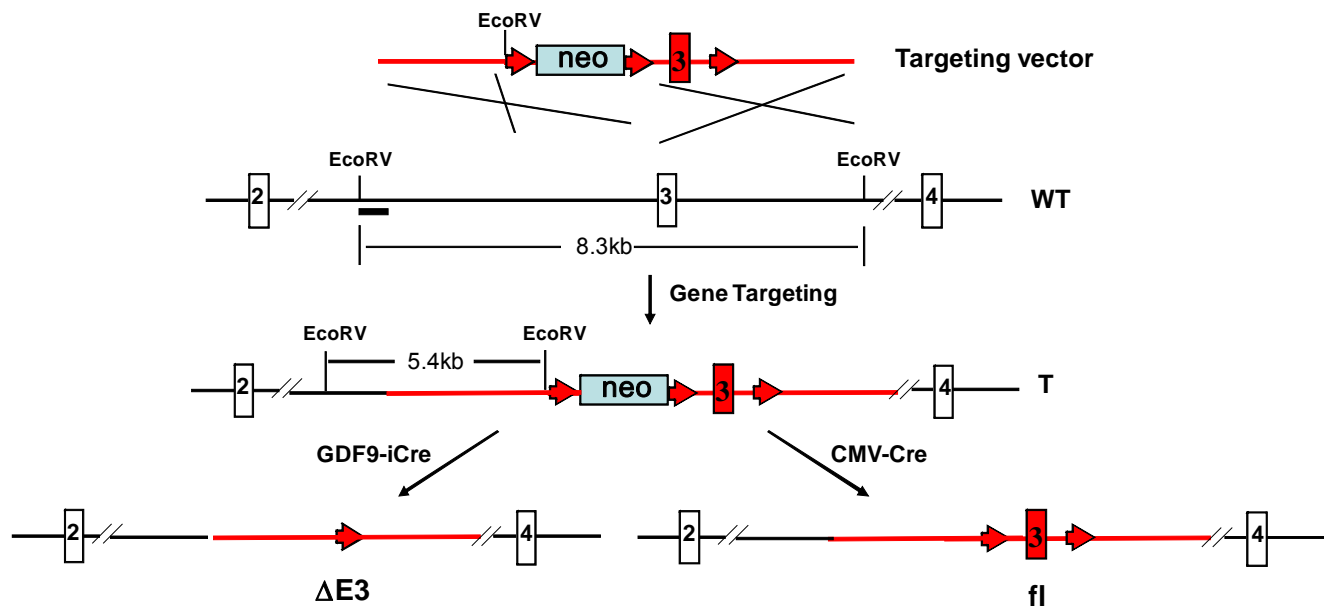 EcoRV
neo
3
Targeting vector
EcoRV
EcoRV
2
3
4
WT
8.3kb
Gene Targeting
EcoRV
EcoRV
5.4kb
2
neo
3
4
T
GDF9-iCre
CMV-Cre
2
4
2
3
4
ΔE3
fl